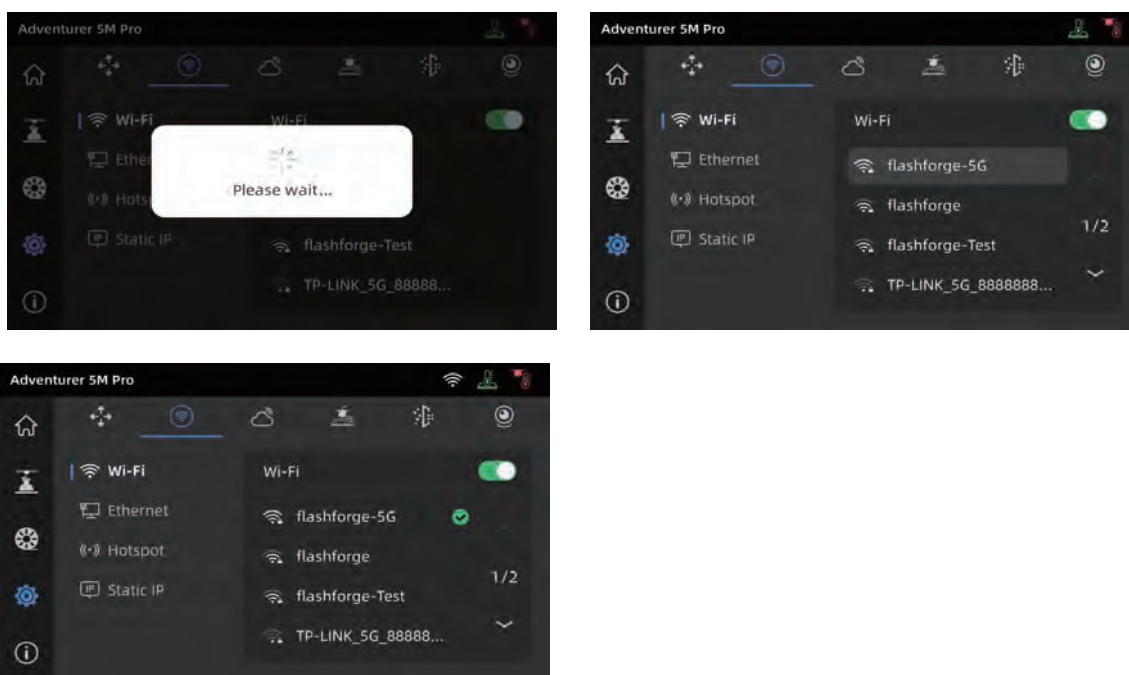 Adventurer 5M Pro
Wi-Fi
Wi-Fi
Please wait...
Static IP
flashforge-Test
TP-LINK_5G_88888...
Adventurer 5M Pro
Wi-Fi
Ethernet
Hotspot
IP Static IP
Wi-Fi
flashforge-5G
flashforge
flashforge-Test
TP-LINK_5G_8888888...
1/2
Adventurer 5M Pro
Wi-Fi
Ethernet
Hotspot
IP Static IP
Wi-Fi
flashforge-5G
flashforge
flashforge-Test
TP-LINK_5G_88888...
1/2